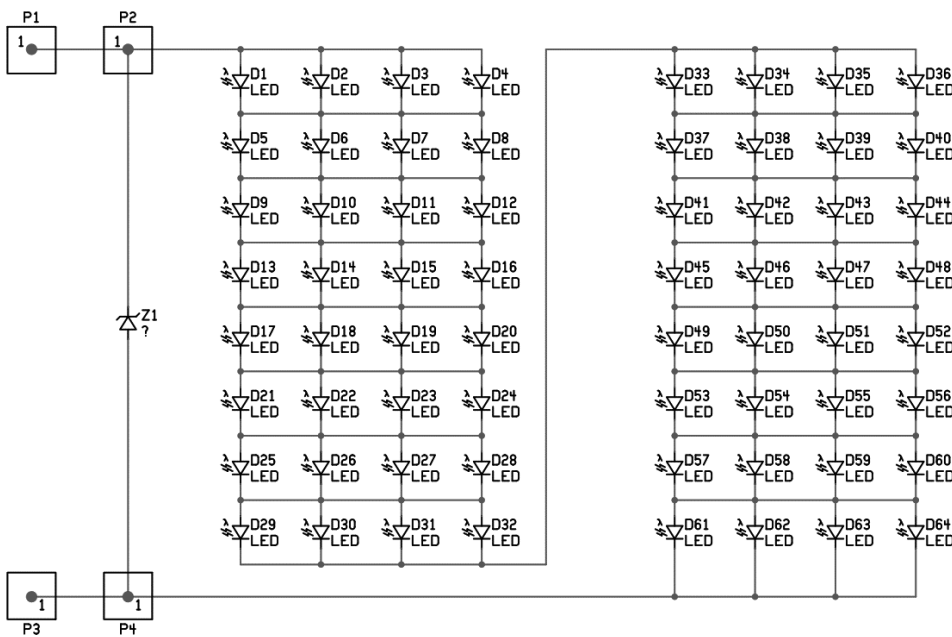 P1 P2
1 1
D1 D2 D3 D4 D33 D34 D35 D36
LED LED LED LED LED LED LED LED
D5 D6 D7 D8 D37 D38 D39 D40
LED LED LED LED LED LED LED LED
D9 D10 D11 D12 D41 D42 D43 D44
LED LED LED LED LED LED LED LED
D13 D14 D15 D16 D45 D46 D47 D48
LED LED LED LED LED LED LED LED
Z1
?
D17 D18 D19 D20 D49 D50 D51 D52
LED LED LED LED LED LED LED LED
D21 D22 D23 D24 D53 D54 D55 D56
LED LED LED LED LED LED LED LED
D25 D26 D27 D28 D57 D58 D59 D60
LED LED LED LED LED LED LED LED
D29 D30 D31 D32 D61 D62 D63 D64
LED LED LED LED LED LED LED LED
1 1
P3 P4